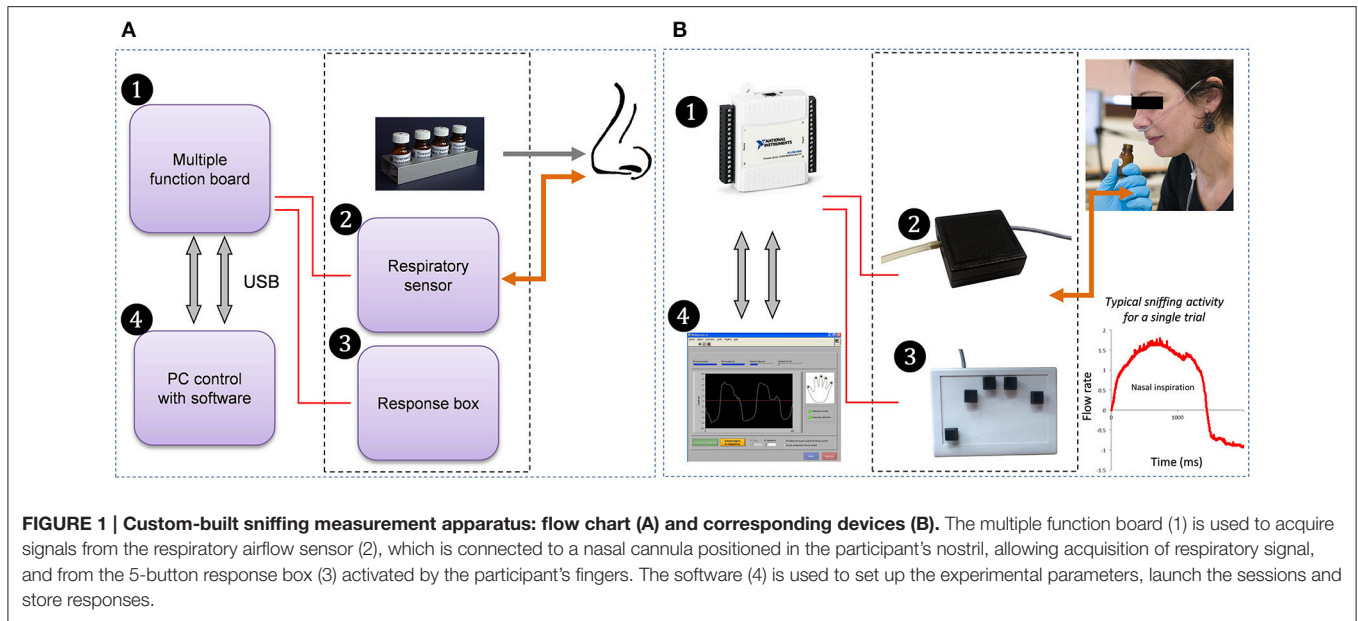 A
1
Multiple
function board
2
Respiratory
sensor
USB
4
PC control
with software
3
Response box
B
1
NATIONAL
INSTRUMENTS
2
4
3
Typical sniffing activity
for a single trial
2
1.5
1
0.5
0
-0.5
-1
-1.5
0
1000
Nasal inspiration
Flow rate
Time (ms)
FIGURE 1 | Custom-built sniffing measurement apparatus: flow chart (A) and corresponding devices (B). The multiple function board (1) is used to acquire
signals from the respiratory airflow sensor (2), which is connected to a nasal cannula positioned in the participant's nostril, allowing acquisition of respiratory signal,
and from the 5-button response box (3) activated by the participant's fingers. The software (4) is used to set up the experimental parameters, launch the sessions and
store responses.